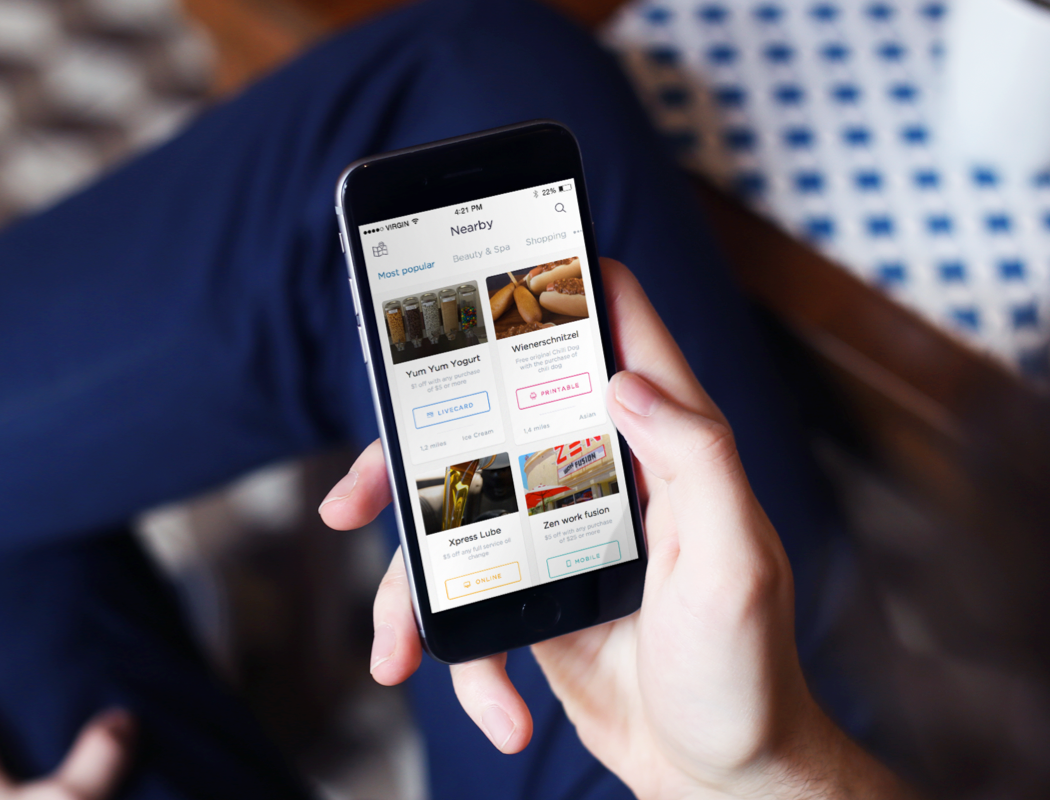 VIRGIN
4:21 PM
22%
Nearby
Most popular
Beauty & Spa
Shopping
Yum Yum Yogurt
$1 off with any purchase
of $5 or more
LIVECARD
1,2 miles
Ice Cream
Wienerschnitzel
Free original Chili Dog
with the purchase of
chili dog
PRINTABLE
1,4 miles
Asian
Xpress Lube
$5 off any full service oil
change
ONLINE
ZEN
FUSION
Zen work fusion
$5 off with any purchase
of $25 or more
MOBILE